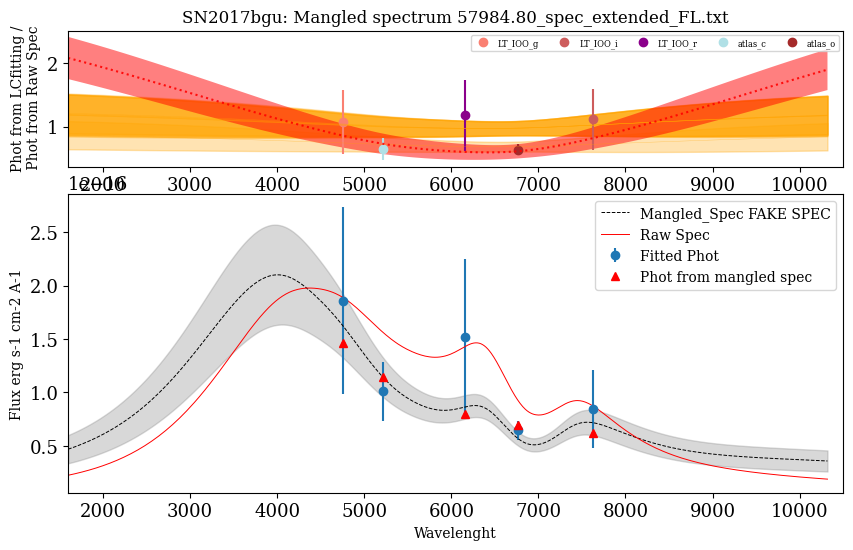 SN2017bgu: Mangled spectrum 57984.80_spec_extended_FL.txt
Phot from LCfitting /
Phot from Raw Spec
2
1
LT_IOO_g LT_IOO_i LT_IOO_r atlas_c atlas_o
2000 3000 4000 5000 6000 7000 8000 9000 10000
1e−16
Flux erg s-1 cm-2 A-1
2.5
2.0
1.5
1.0
0.5
Mangled_Spec FAKE SPEC
Raw Spec
Fitted Phot
Phot from mangled spec
2000 3000 4000 5000 6000 7000 8000 9000 10000
Wavelenght